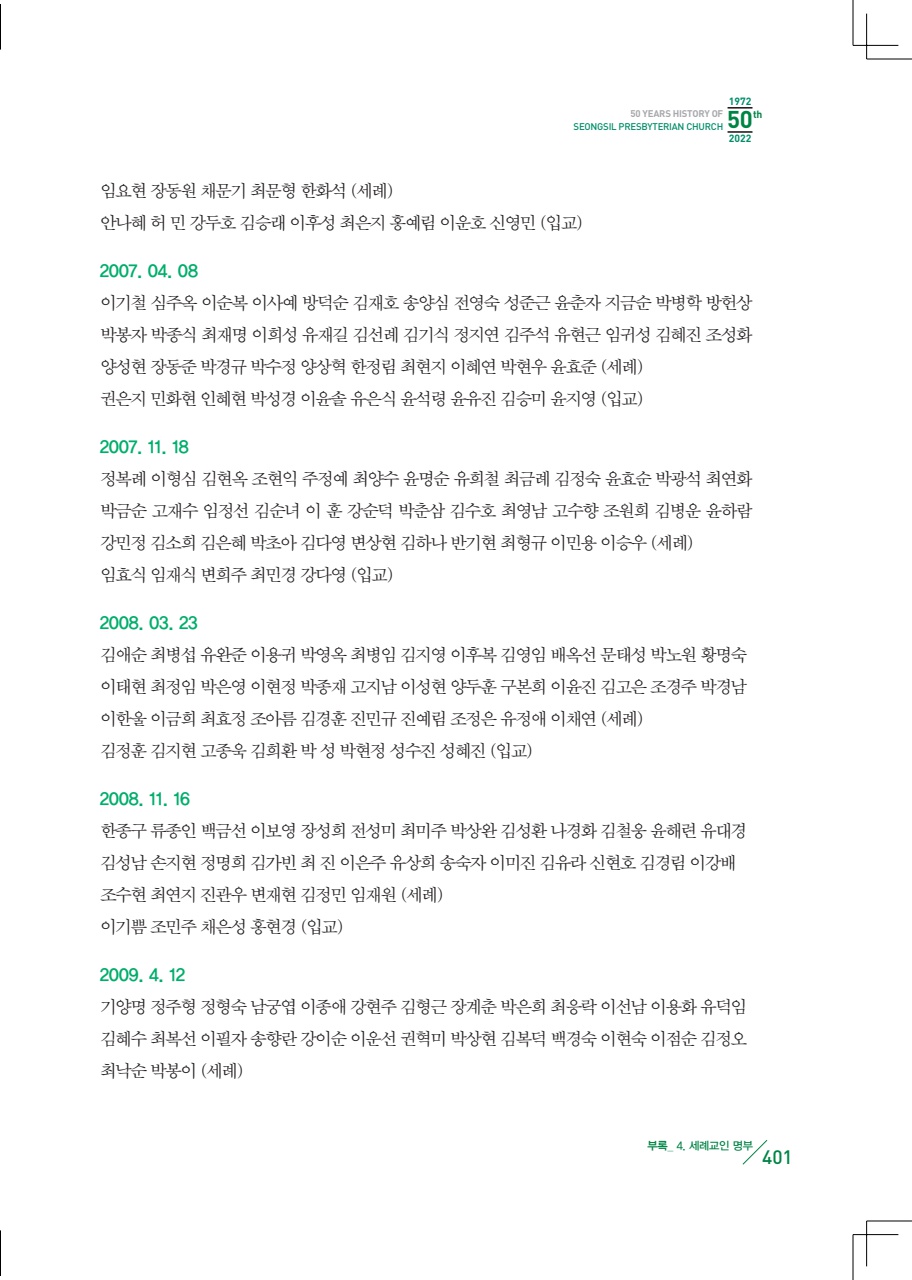 1972
50 YEARS HISTORY OF
SEONGSIL PRESBYTERIAN CHURCH
50th
2022
임요현 장동원 채문기 최문형 한화석 (세례)
안나혜 허 민 강두호 김승래 이후성 최은지 홍예림 이운호 신영민 (입교)
2007. 04. 08
이기철 심주옥 이순복 이사예 방덕순 김재호 송양심 전영숙 성준근 윤춘자 지금순 박병학 방헌상
박봉자 박종식 최재명 이희성 유재길 김선례 김기식 정지연 김주석 유현근 임귀성 김혜진 조성화
양성현 장동준 박경규 박수정 양상혁 한정림 최현지 이혜연 박현우 윤효준 (세례)
권은지 민화현 인혜현 박성경 이윤솔 유은식 윤석령 윤유진 김승미 윤지영 (입교)
2007. 11. 18
정복례 이형심 김현옥 조현익 주정예 최양수 윤명순 유희철 최금례 김정숙 윤효순 박광석 최연화
박금순 고재수 임정선 김순녀 이 훈 강순덕 박춘삼 김수호 최영남 고수향 조원희 김병운 윤하람
강민정 김소희 김은혜 박초아 김다영 변상현 김하나 반기현 최형규 이민용 이승우 (세례)
임효식 임재식 변희주 최민경 강다영 (입교)
2008. 03. 23
김애순 최병섭 유완준 이용귀 박영옥 최병임 김지영 이후복 김영임 배옥선 문태성 박노원 황명숙
이태현 최정임 박은영 이현정 박종재 고지남 이성현 양두훈 구본희 이윤진 김고은 조경주 박경남
이한울 이금희 최효정 조아름 김경훈 진민규 진예림 조정은 유정애 이채연 (세례)
김정훈 김지현 고종욱 김희환 박 성 박현정 성수진 성혜진 (입교)
2008. 11. 16
한종구 류종인 백금선 이보영 장성희 전성미 최미주 박상완 김성환 나경화 김철웅 윤해련 유대경
김성남 손지현 정명희 김가빈 최 진 이은주 유상희 송숙자 이미진 김유라 신현호 김경림 이강배
조수현 최연지 진관우 변재현 김정민 임재원 (세례)
이기쁨 조민주 채은성 홍현경 (입교)
2009. 4. 12
기양명 정주형 정형숙 남궁엽 이종애 강현주 김형근 장계춘 박은희 최응락 이선남 이용화 유덕임
김혜수 최복선 이필자 송향란 강이순 이운선 권혁미 박상현 김복덕 백경숙 이현숙 이점순 김정오
최낙순 박봉이 (세례)
부록_ 4. 세례교인 명부
401